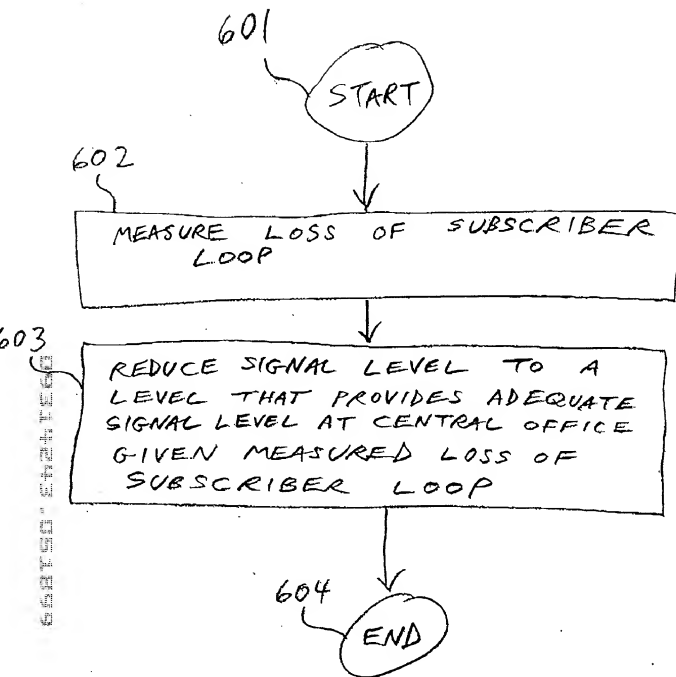 601
START
602
MEASURE LOSS OF SUBSCRIBER
LOOP
603
REDUCE SIGNAL LEVEL TO A
LEVEL THAT PROVIDES ADEQUATE
SIGNAL LEVEL AT CENTRAL OFFICE
GIVEN MEASURED LOSS OF
SUBSCRIBER LOOP
604
END